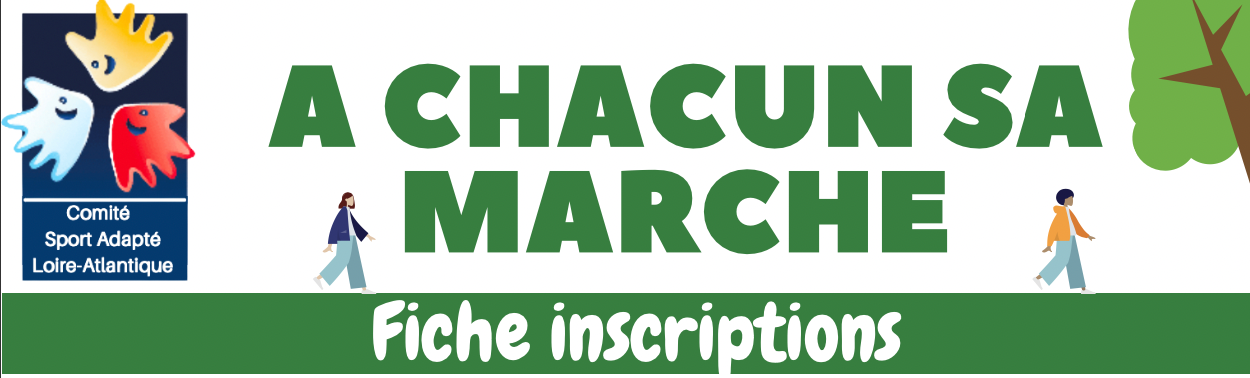 Comité
Sport Adapté
Loire-Atlantique
A CHACUN SA
MARCHE
Fiche inscriptions